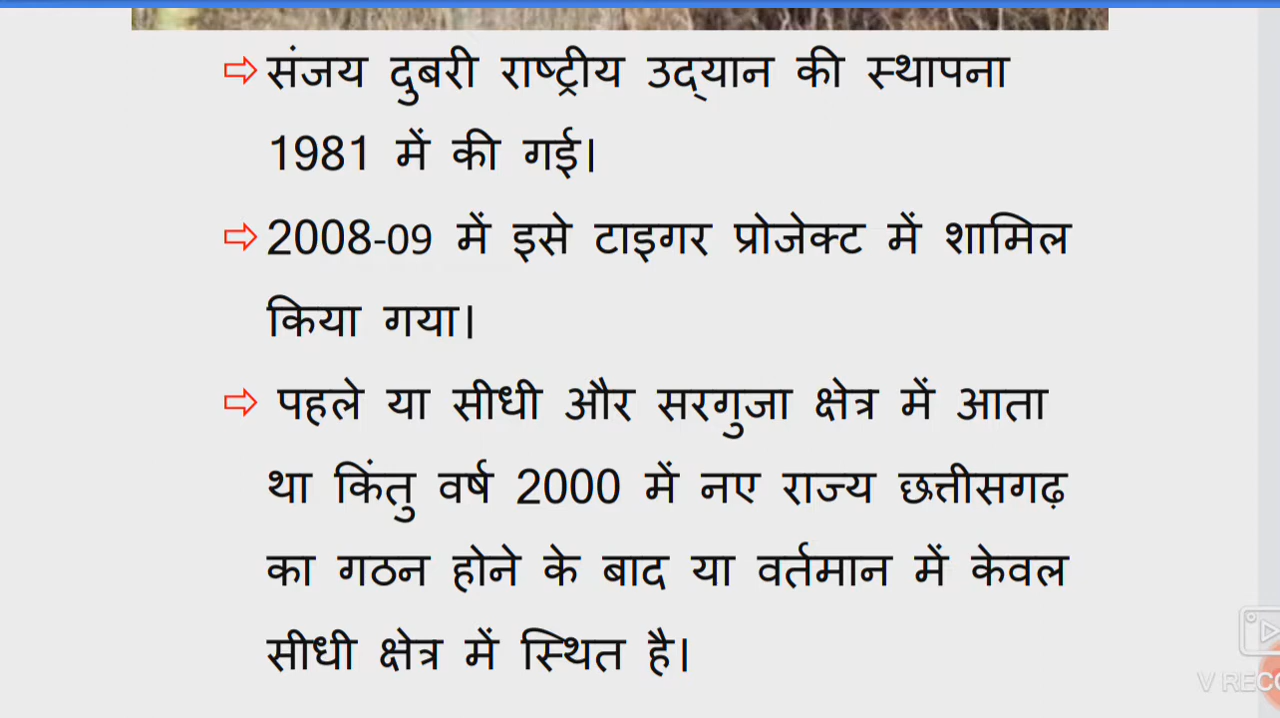 ⇨ संजय दुबरी राष्ट्रीय उद्यान की स्थापना
1981 में की गई।
⇨ 2008-09 में इसे टाइगर प्रोजेक्ट में शामिल
किया गया।
⇨ पहले या सीधी और सरगुजा क्षेत्र में आता
था किंतु वर्ष 2000 में नए राज्य छत्तीसगढ़
का गठन होने के बाद या वर्तमान में केवल
सीधी क्षेत्र में स्थित है।
V RECO